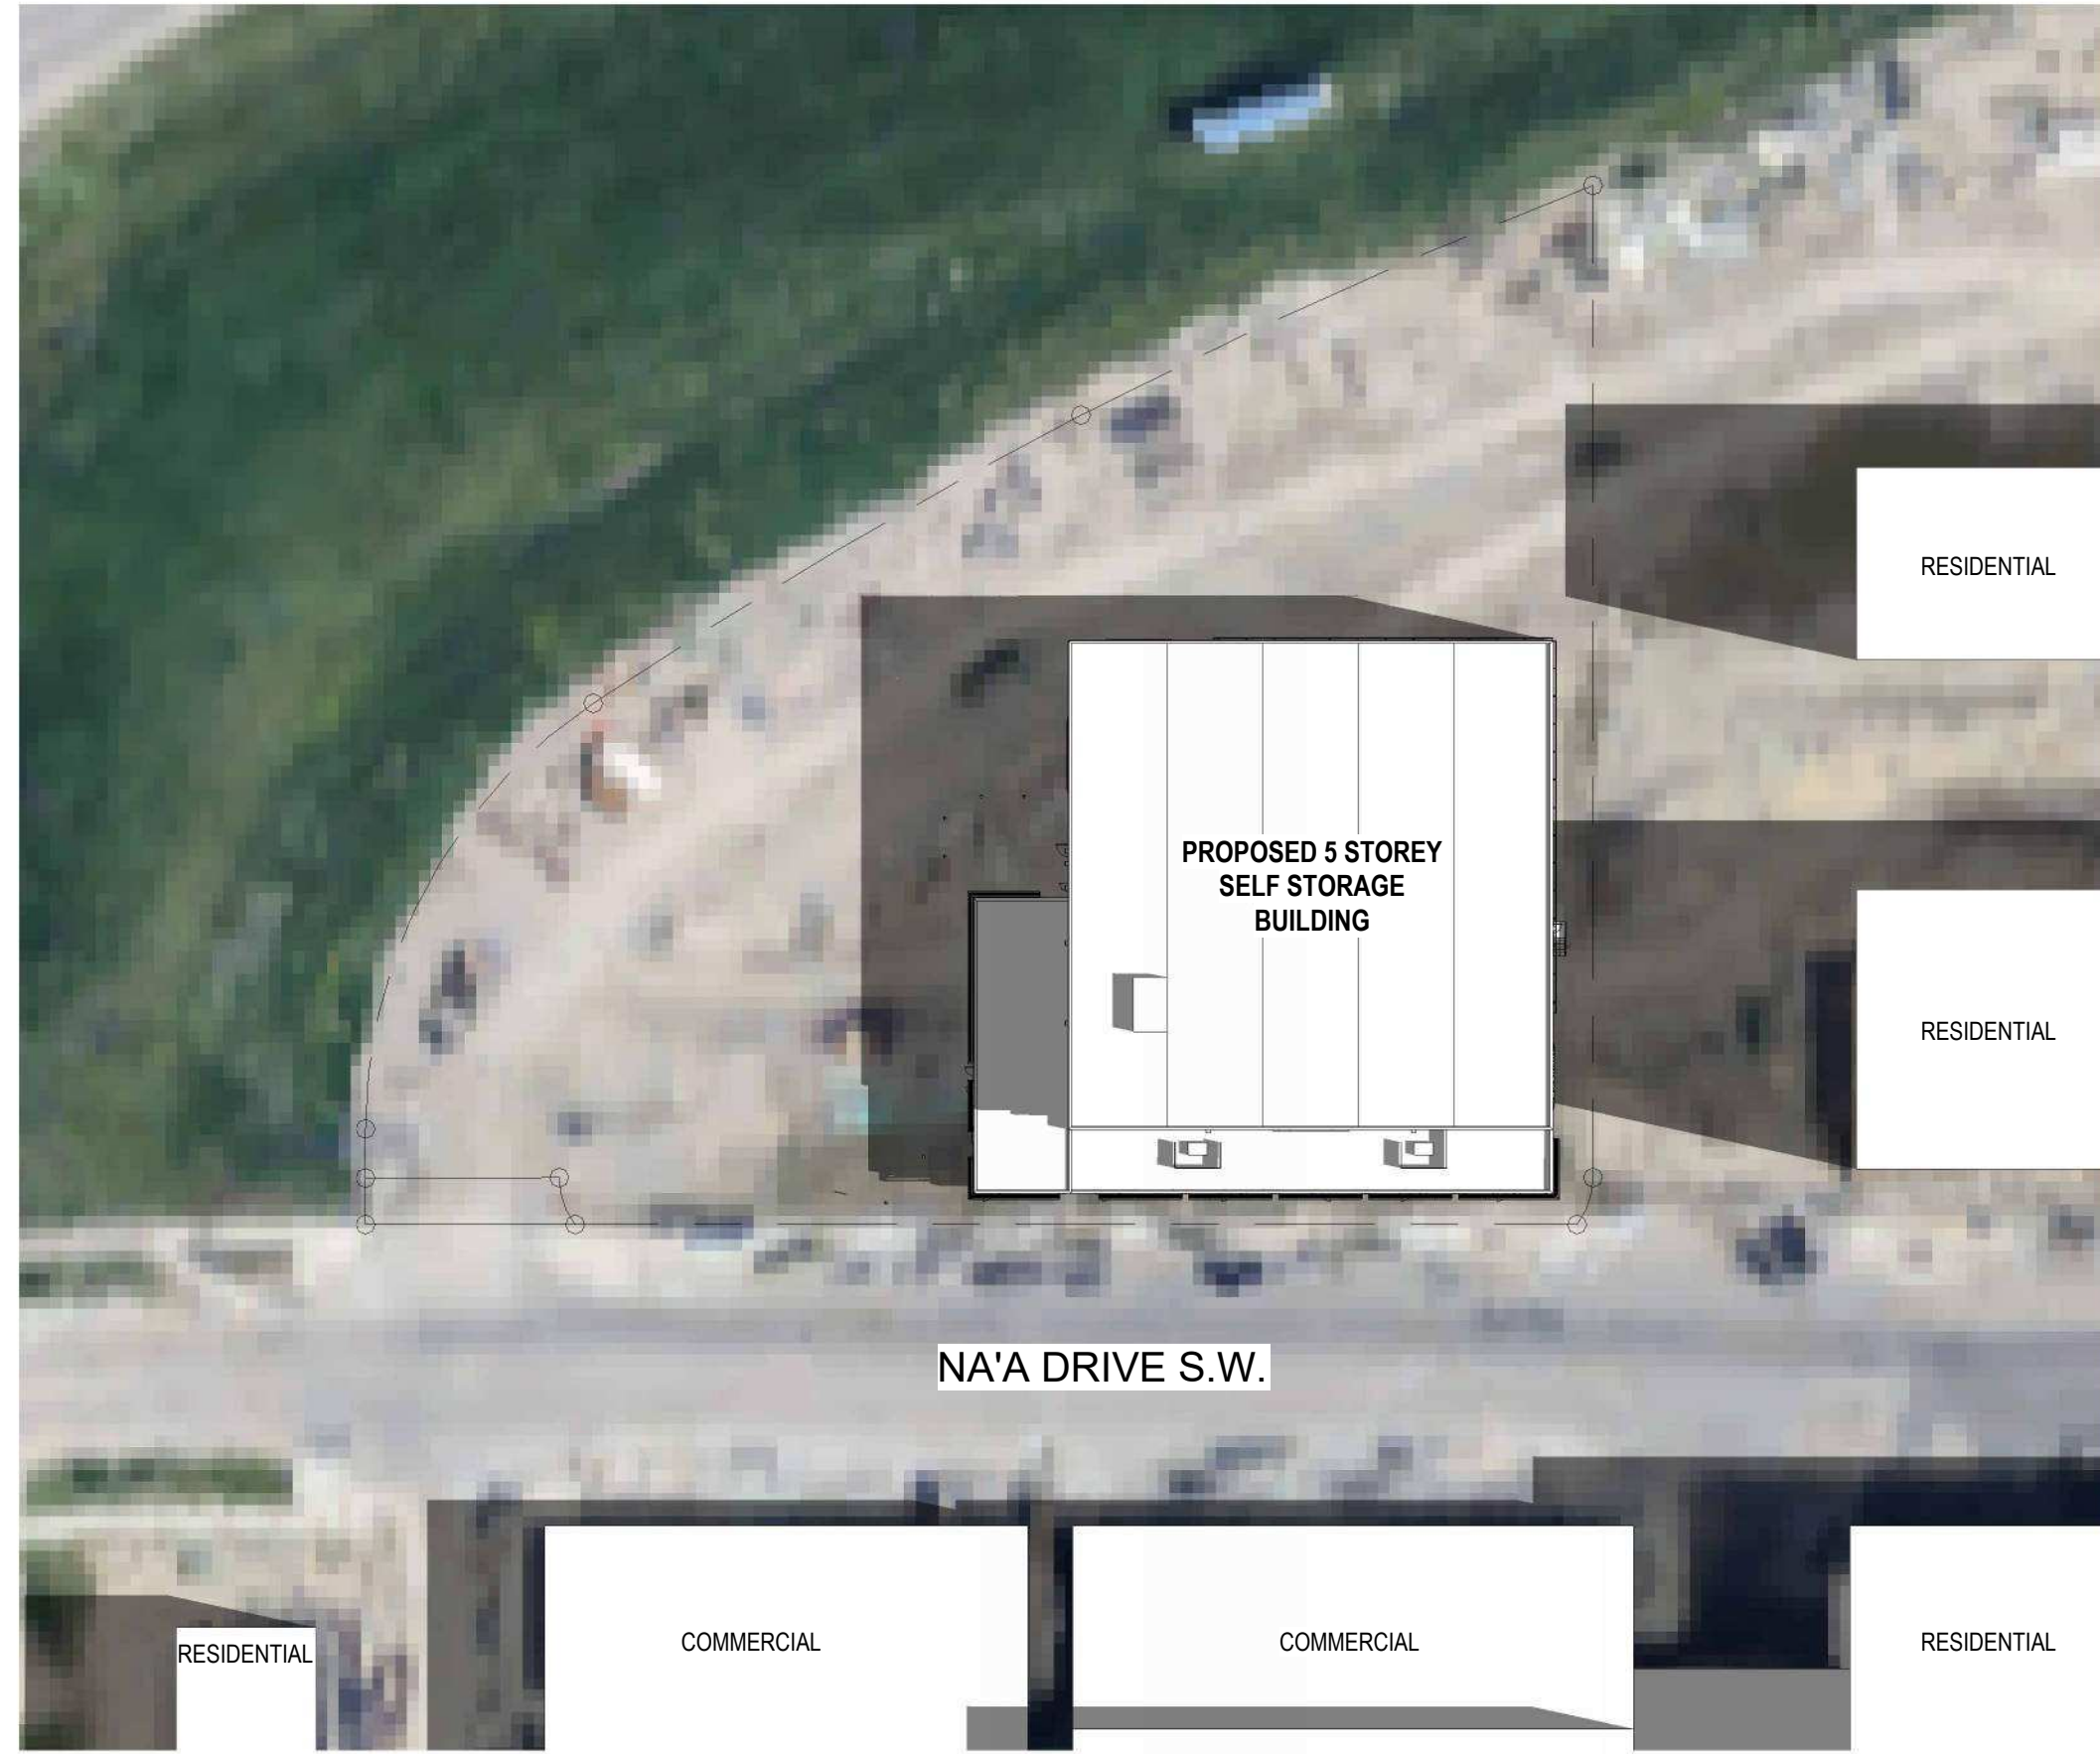 RESIDENTIAL
PROPOSED 5 STOREY
SELF STORAGE
BUILDING
RESIDENTIAL
NA'A DRIVE S.W.
RESIDENTIAL
COMMERCIAL
COMMERCIAL
RESIDENTIAL